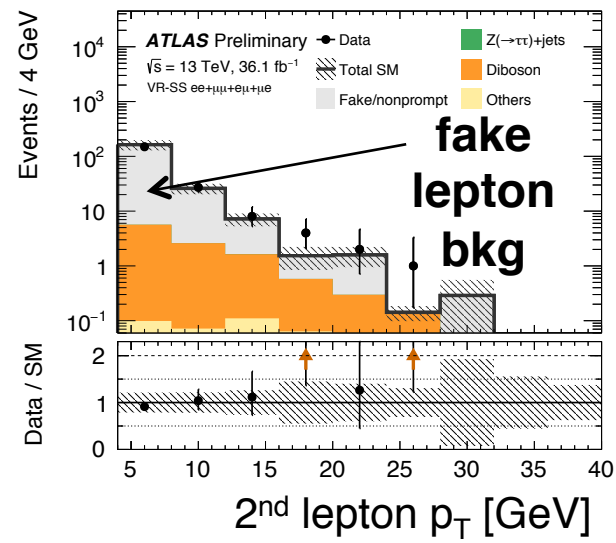 ATLAS Preliminary
√s = 13 TeV, 36.1 fb⁻¹
VR-SS ee+μμ+eμ+μe
Data
Total SM
Fake/nonprompt
Z(→ττ)+jets
Diboson
Others
fake
lepton
bkg
Events / 4 GeV
10⁴
10³
10²
10
1
10⁻¹
Data / SM
2
1
0
5 10 15 20 25 30 35 40
2nd lepton pT [GeV]